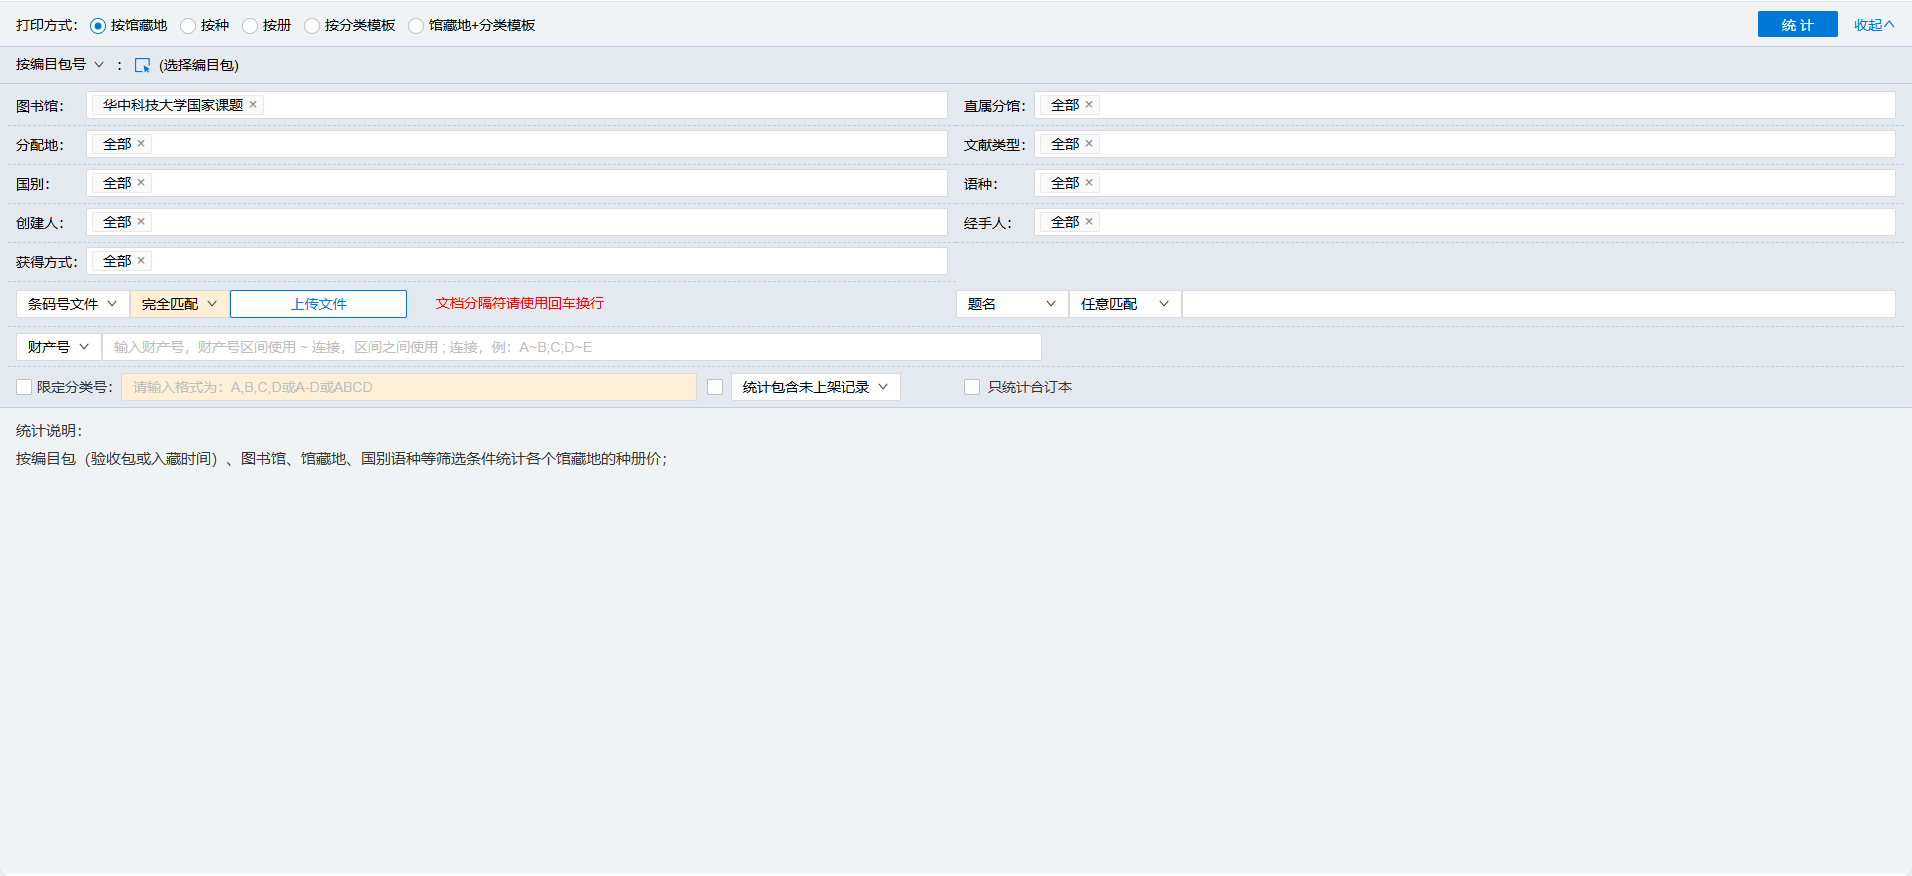 打印方式： 按馆藏地 按种 按册 按分类模板 馆藏地+分类模板 统 计 收起
按编目包号 : (选择编目包)
图书馆： 华中科技大学国家课题 × 直属分馆： 全部 ×
分配地： 全部 × 文献类型： 全部 ×
国别： 全部 × 语种： 全部 ×
创建人： 全部 × 经手人： 全部 ×
获得方式： 全部 ×
条码号文件 完全匹配 上传文件 文档分隔符请使用回车换行 题名 任意匹配
财产号 输入财产号，财产号区间使用 ~ 连接，区间之间使用 ; 连接，例：A~B;C;D~E
限定分类号： 请输入格式为：A,B,C,D或A-D或ABCD 统计包含未上架记录 只统计合订本
统计说明：
按编目包（验收包或入藏时间）、图书馆、馆藏地、国别语种等筛选条件统计各个馆藏地的种册价；